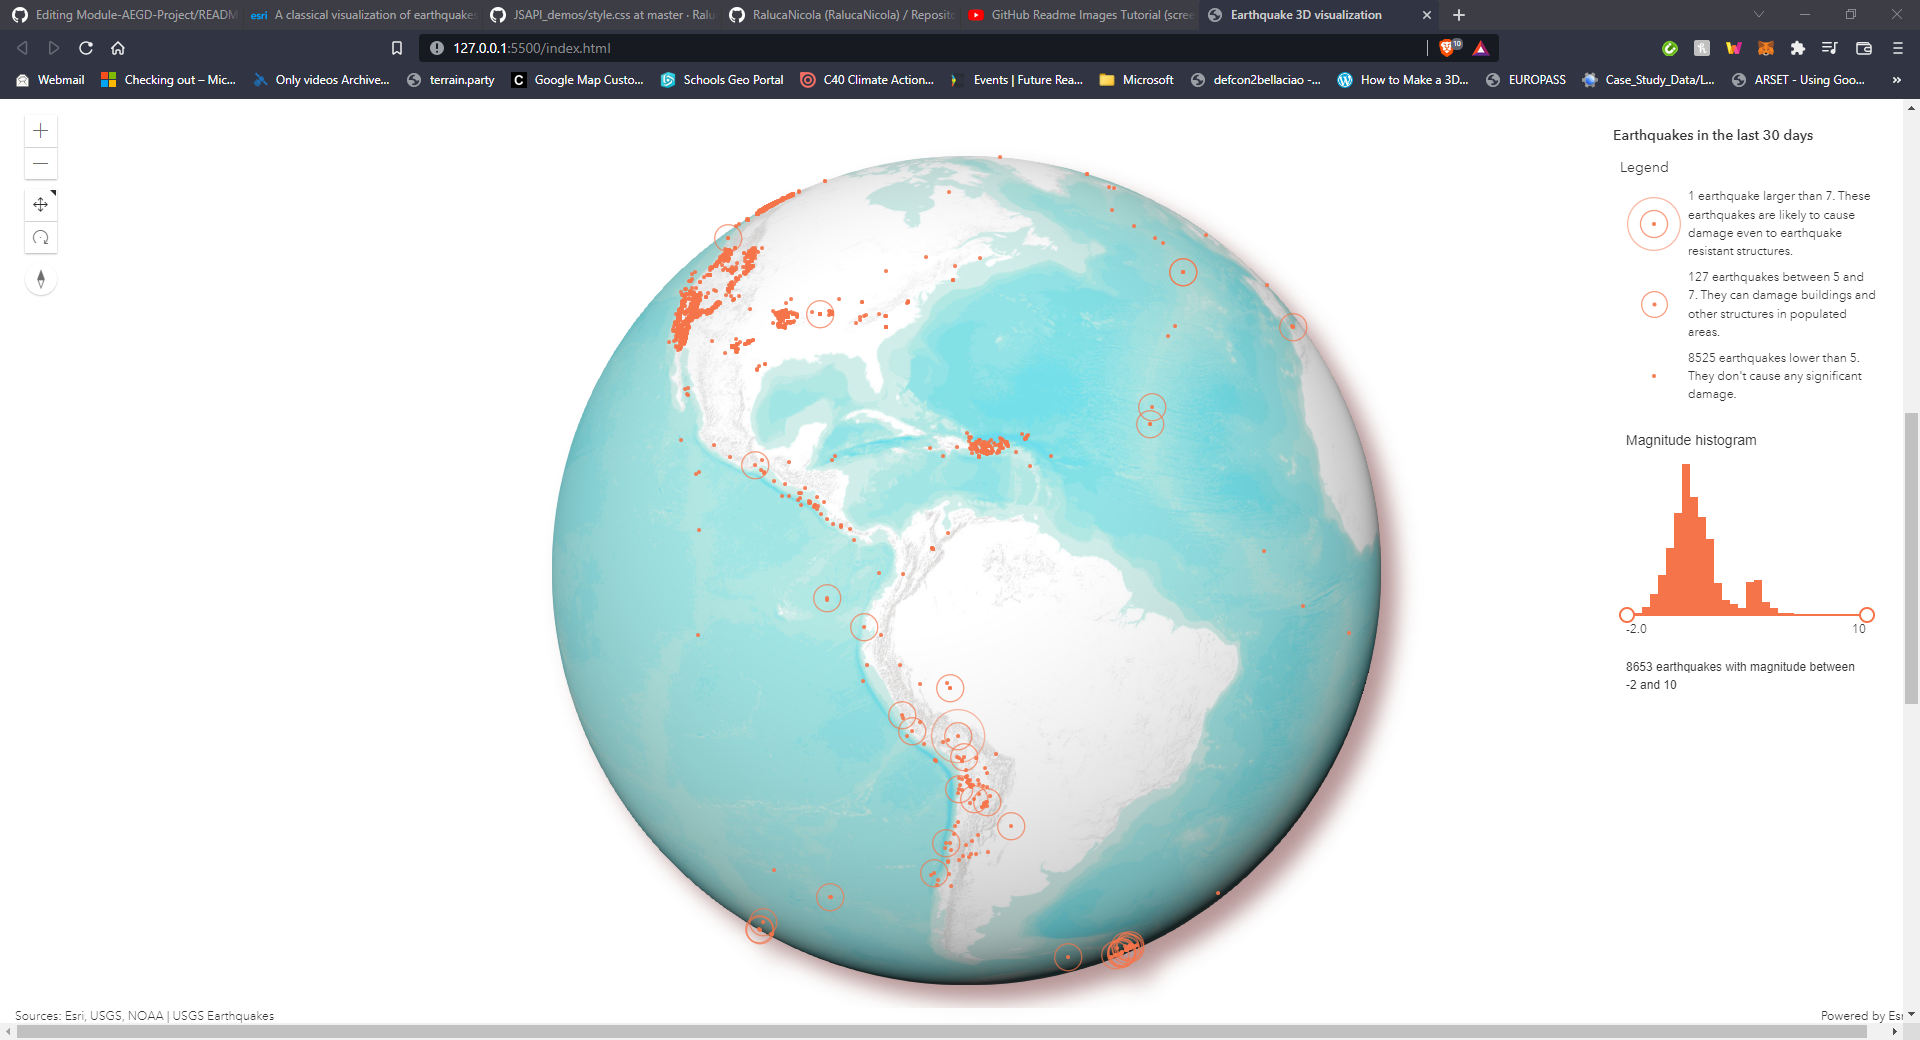 Editing Module-AEGD-Project/READM
esri A classical visualization of earthquake
JSAPI_demos/style.css at master · Ralu
RalucaNicola (RalucaNicola) / Reposito
GitHub Readme Images Tutorial (scree
Earthquake 3D visualization
127.0.0.1:5500/index.html
10
Webmail
Checking out – Mic...
Only videos Archive...
terrain.party
C Google Map Custo...
Schools Geo Portal
C40 Climate Action...
Events | Future Rea...
Microsoft
defcon2bellaciao -...
How to Make a 3D...
EUROPASS
Case_Study_Data/L...
ARSET - Using Goo...
»
Earthquakes in the last 30 days
Legend
1 earthquake larger than 7. These
earthquakes are likely to cause
damage even to earthquake
resistant structures.
127 earthquakes between 5 and
7. They can damage buildings and
other structures in populated
areas.
8525 earthquakes lower than 5.
They don't cause any significant
damage.
Magnitude histogram
-2.0
10
8653 earthquakes with magnitude between
-2 and 10
Sources: Esri, USGS, NOAA | USGS Earthquakes
Powered by Esr